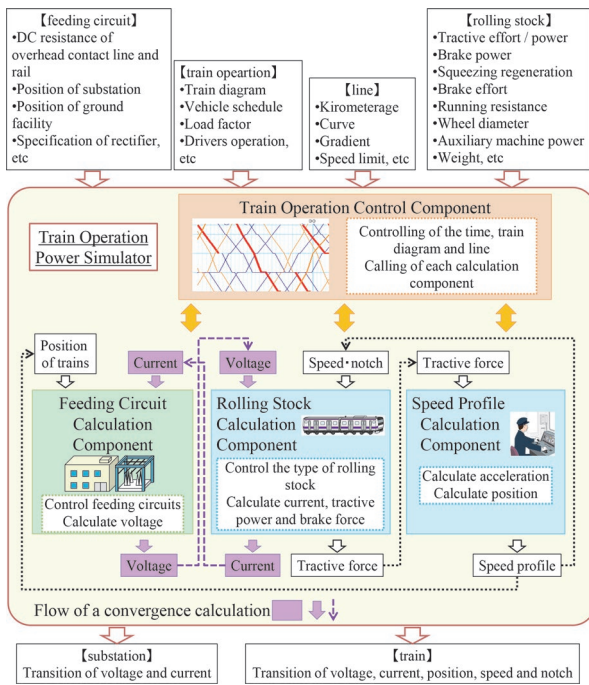 【feeding circuit】
•DC resistance of
overhead contact line and
rail
•Position of substation
•Position of ground
facility
•Specification of rectifier,
etc
【train opeartion】
•Train diagram
•Vehicle schedule
•Load factor
•Drivers operation,
etc
【line】
•Kirometerage
•Curve
•Gradient
•Speed limit, etc
【rolling stock】
•Tractive effort / power
•Brake power
•Squeezing regeneration
•Brake effort
•Running resistance
•Wheel diameter
•Auxiliary machine power
•Weight, etc
Train Operation
Power Simulator
Train Operation Control Component
Controlling of the time, train
diagram and line
Calling of each calculation
component
Position
of trains
Current
Voltage
Speed•notch
Tractive force
Feeding Circuit
Calculation
Component
Control feeding circuits
Calculate voltage
Rolling Stock
Calculation
Component
Control the type of rolling
stock
Calculate current, tractive
power and brake force
Speed Profile
Calculation
Component
Calculate acceleration
Calculate position
Voltage
Current
Tractive force
Speed profile
Flow of a convergence calculation
【substation】
Transition of voltage and current
【train】
Transition of voltage, current, position, speed and notch